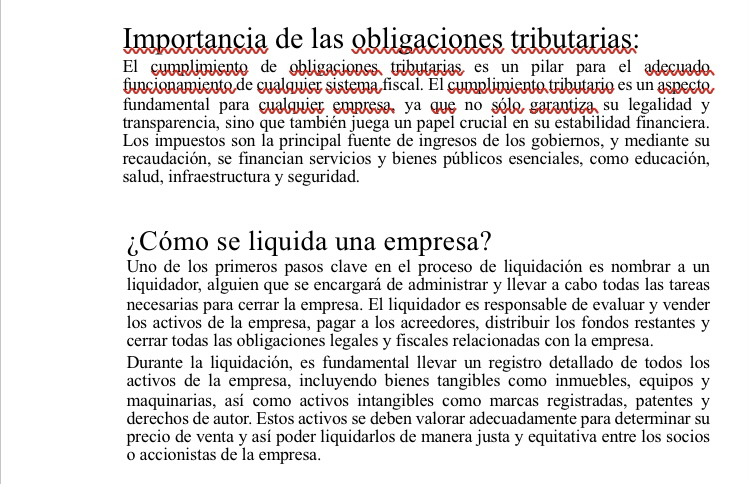 Importancia de las obligaciones tributarias:
El cumplimiento de obligaciones tributarias es un pilar para el adecuado
funcionamiento de cualquier sistema fiscal. El cumplimiento tributario es un aspecto
fundamental para cualquier empresa, ya que no sólo garantiza su legalidad y
transparencia, sino que también juega un papel crucial en su estabilidad financiera.
Los impuestos son la principal fuente de ingresos de los gobiernos, y mediante su
recaudación, se financian servicios y bienes públicos esenciales, como educación,
salud, infraestructura y seguridad.
¿Cómo se liquida una empresa?
Uno de los primeros pasos clave en el proceso de liquidación es nombrar a un
liquidador, alguien que se encargará de administrar y llevar a cabo todas las tareas
necesarias para cerrar la empresa. El liquidador es responsable de evaluar y vender
los activos de la empresa, pagar a los acreedores, distribuir los fondos restantes y
cerrar todas las obligaciones legales y fiscales relacionadas con la empresa.
Durante la liquidación, es fundamental llevar un registro detallado de todos los
activos de la empresa, incluyendo bienes tangibles como inmuebles, equipos y
maquinarias, así como activos intangibles como marcas registradas, patentes y
derechos de autor. Estos activos se deben valorar adecuadamente para determinar su
precio de venta y así poder liquidarlos de manera justa y equitativa entre los socios
o accionistas de la empresa.